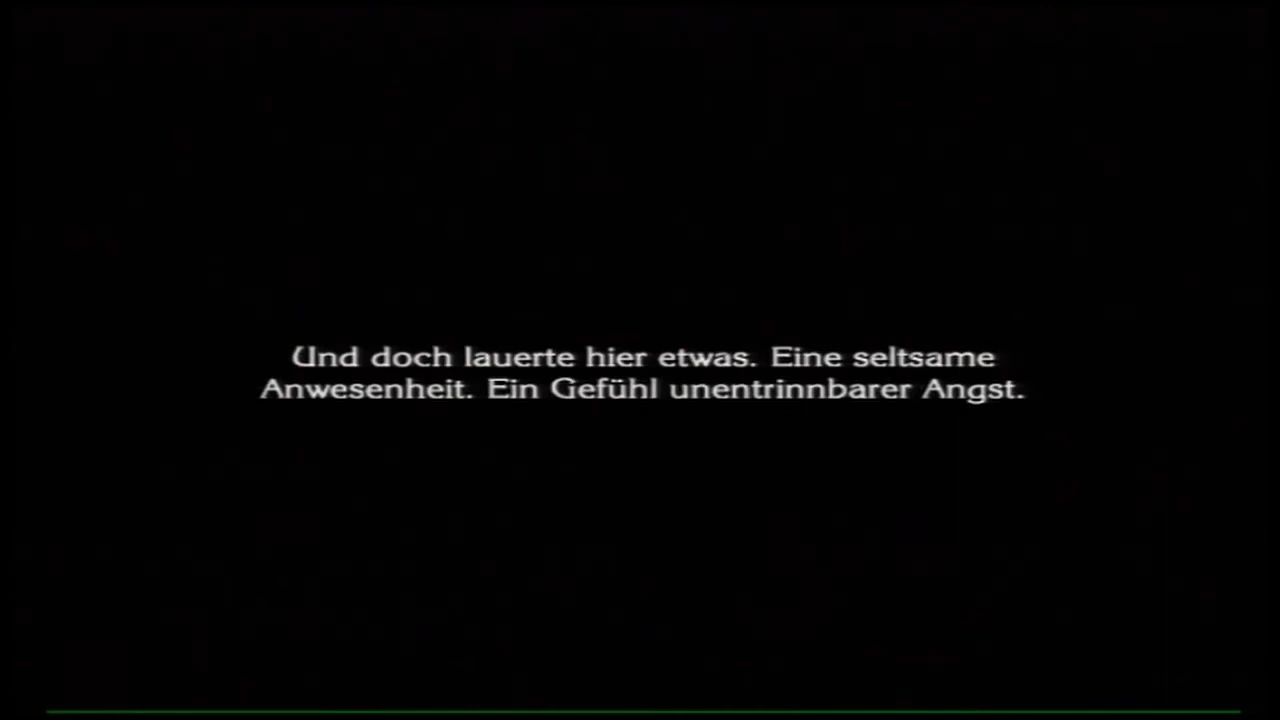 Und doch lauerte hier etwas. Eine seltsame
Anwesenheit. Ein Gefühl unentrinnbarer Angst.